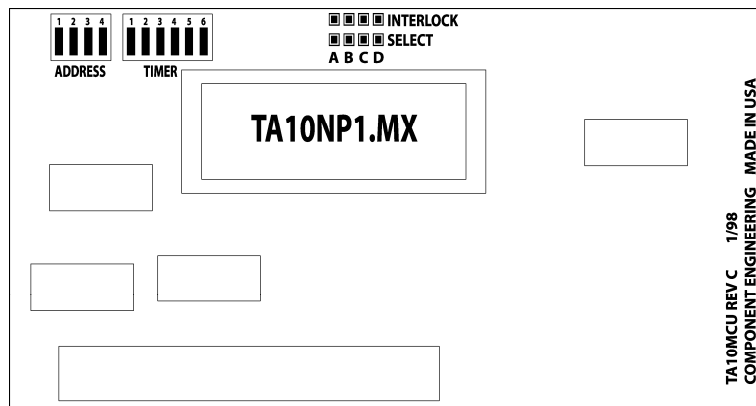 1 2 3 4
ADDRESS
1 2 3 4 5 6
TIMER
INTERLOCK
SELECT
A B C D
TA10NP1.MX
TA10MCU REV C 1/98
COMPONENT ENGINEERING MADE IN USA